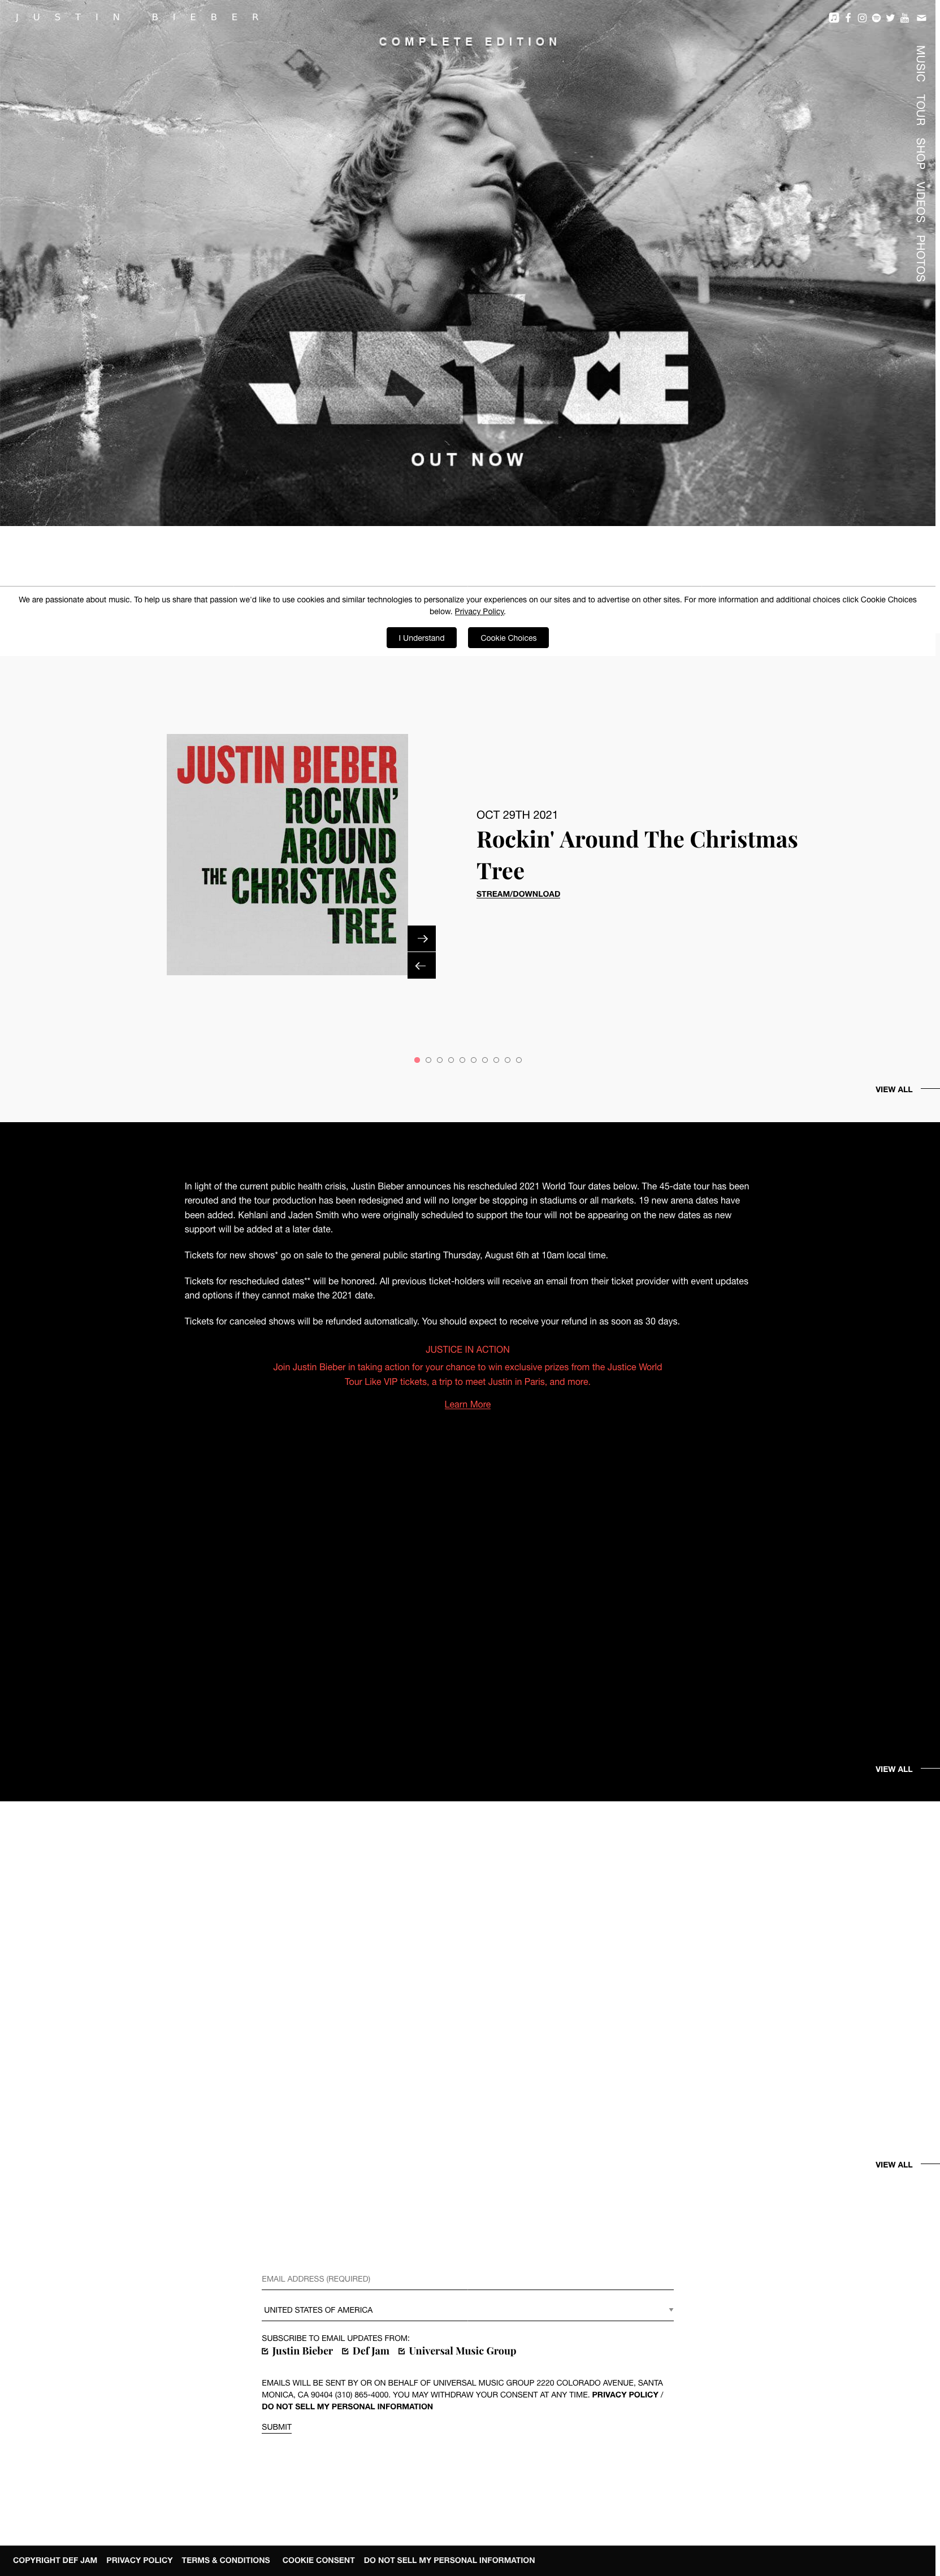 JUSTIN BIEBER
COMPLETE EDITION
MUSIC
TOUR
SHOP
VIDEOS
PHOTOS
JUSTICE
OUT NOW
We are passionate about music. To help us share that passion we'd like to use cookies and similar technologies to personalize your experiences on our sites and to advertise on other sites. For more information and additional choices click Cookie Choices
below. Privacy Policy.
I Understand
Cookie Choices
JUSTIN BIEBER
ROCKIN'
AROUND
THE CHRISTMAS
TREE
OCT 29TH 2021
Rockin' Around The Christmas
Tree
STREAM/DOWNLOAD
VIEW ALL
In light of the current public health crisis, Justin Bieber announces his rescheduled 2021 World Tour dates below. The 45-date tour has been
rerouted and the tour production has been redesigned and will no longer be stopping in stadiums or all markets. 19 new arena dates have
been added. Kehlani and Jaden Smith who were originally scheduled to support the tour will not be appearing on the new dates as new
support will be added at a later date.
Tickets for new shows* go on sale to the general public starting Thursday, August 6th at 10am local time.
Tickets for rescheduled dates** will be honored. All previous ticket-holders will receive an email from their ticket provider with event updates
and options if they cannot make the 2021 date.
Tickets for canceled shows will be refunded automatically. You should expect to receive your refund in as soon as 30 days.
JUSTICE IN ACTION
Join Justin Bieber in taking action for your chance to win exclusive prizes from the Justice World
Tour Like VIP tickets, a trip to meet Justin in Paris, and more.
Learn More
VIEW ALL
VIEW ALL
EMAIL ADDRESS (REQUIRED)
UNITED STATES OF AMERICA
SUBSCRIBE TO EMAIL UPDATES FROM:
Justin Bieber Def Jam Universal Music Group
EMAILS WILL BE SENT BY OR ON BEHALF OF UNIVERSAL MUSIC GROUP 2220 COLORADO AVENUE, SANTA
MONICA, CA 90404 (310) 865-4000. YOU MAY WITHDRAW YOUR CONSENT AT ANY TIME. PRIVACY POLICY /
DO NOT SELL MY PERSONAL INFORMATION
SUBMIT
COPYRIGHT DEF JAM PRIVACY POLICY TERMS & CONDITIONS COOKIE CONSENT DO NOT SELL MY PERSONAL INFORMATION